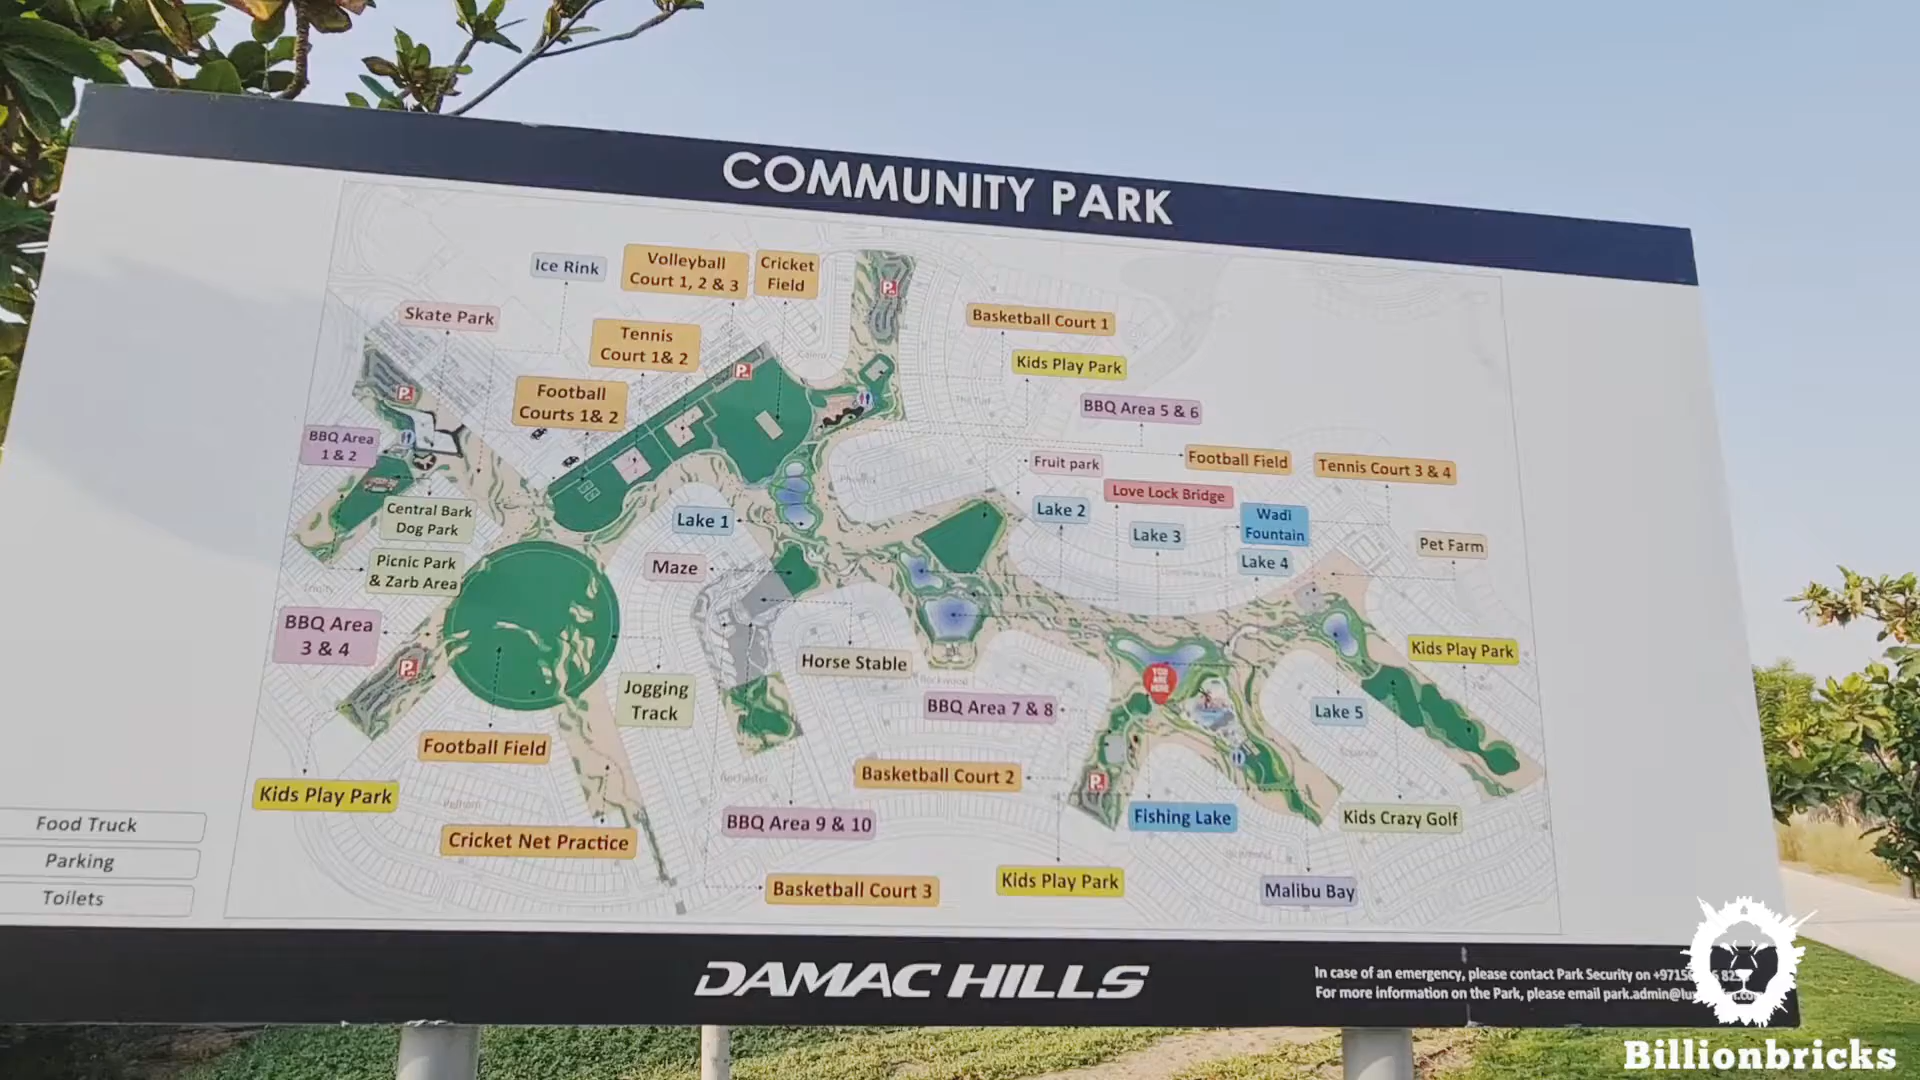 COMMUNITY PARK
Ice Rink
Volleyball
Court 1, 2 & 3
Cricket
Field
Skate Park
Tennis
Court 1& 2
Basketball Court 1
Kids Play Park
Football
Courts 1& 2
BBQ Area 5 & 6
BBQ Area
1 & 2
Fruit park
Football Field
Tennis Court 3 & 4
Love Lock Bridge
Central Bark
Dog Park
Lake 1
Lake 2
Lake 3
Wadi
Fountain
Lake 4
Pet Farm
Picnic Park
& Zarb Area
Maze
BBQ Area
3 & 4
Horse Stable
Kids Play Park
YOU
ARE
HERE
Jogging
Track
BBQ Area 7 & 8
Lake 5
Football Field
Basketball Court 2
Kids Play Park
Cricket Net Practice
BBQ Area 9 & 10
Fishing Lake
Kids Crazy Golf
Basketball Court 3
Kids Play Park
Malibu Bay
Food Truck
Parking
Toilets
DAMAC HILLS
In case of an emergency, please contact Park Security on
For more information on the Park, please email
Billionbricks